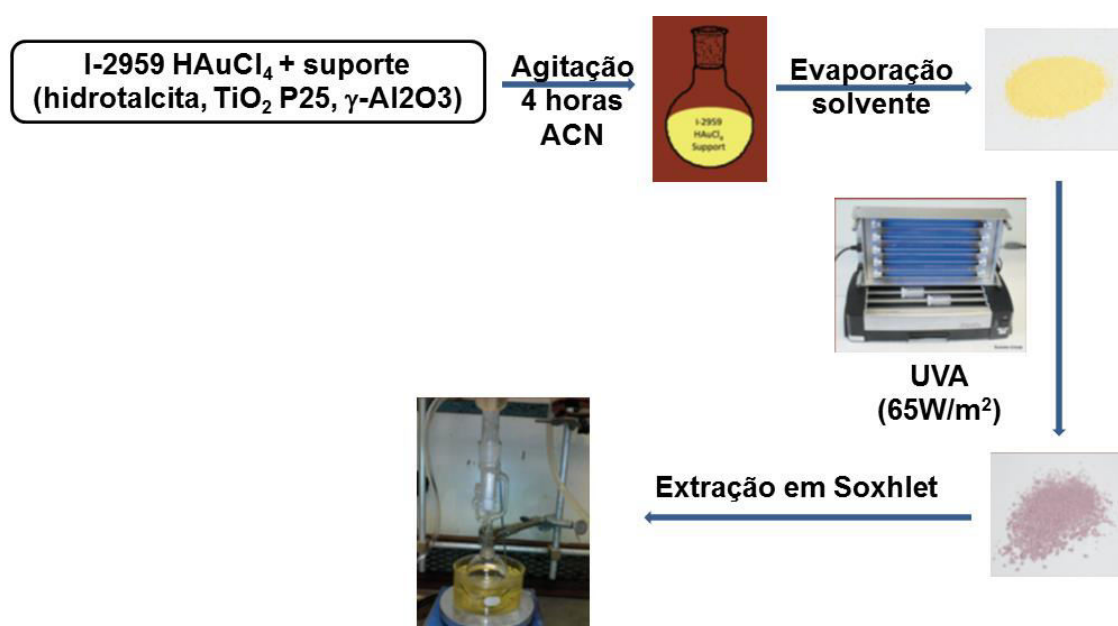 I-2959 HAuCl₄ + suporte
(hidrotalcita, TiO₂ P25, γ-Al2O3)
Agitação
4 horas
ACN
I-2959
HAuCl₄
Support
Evaporação
solvente
UVA
(65W/m²)
Extração em Soxhlet